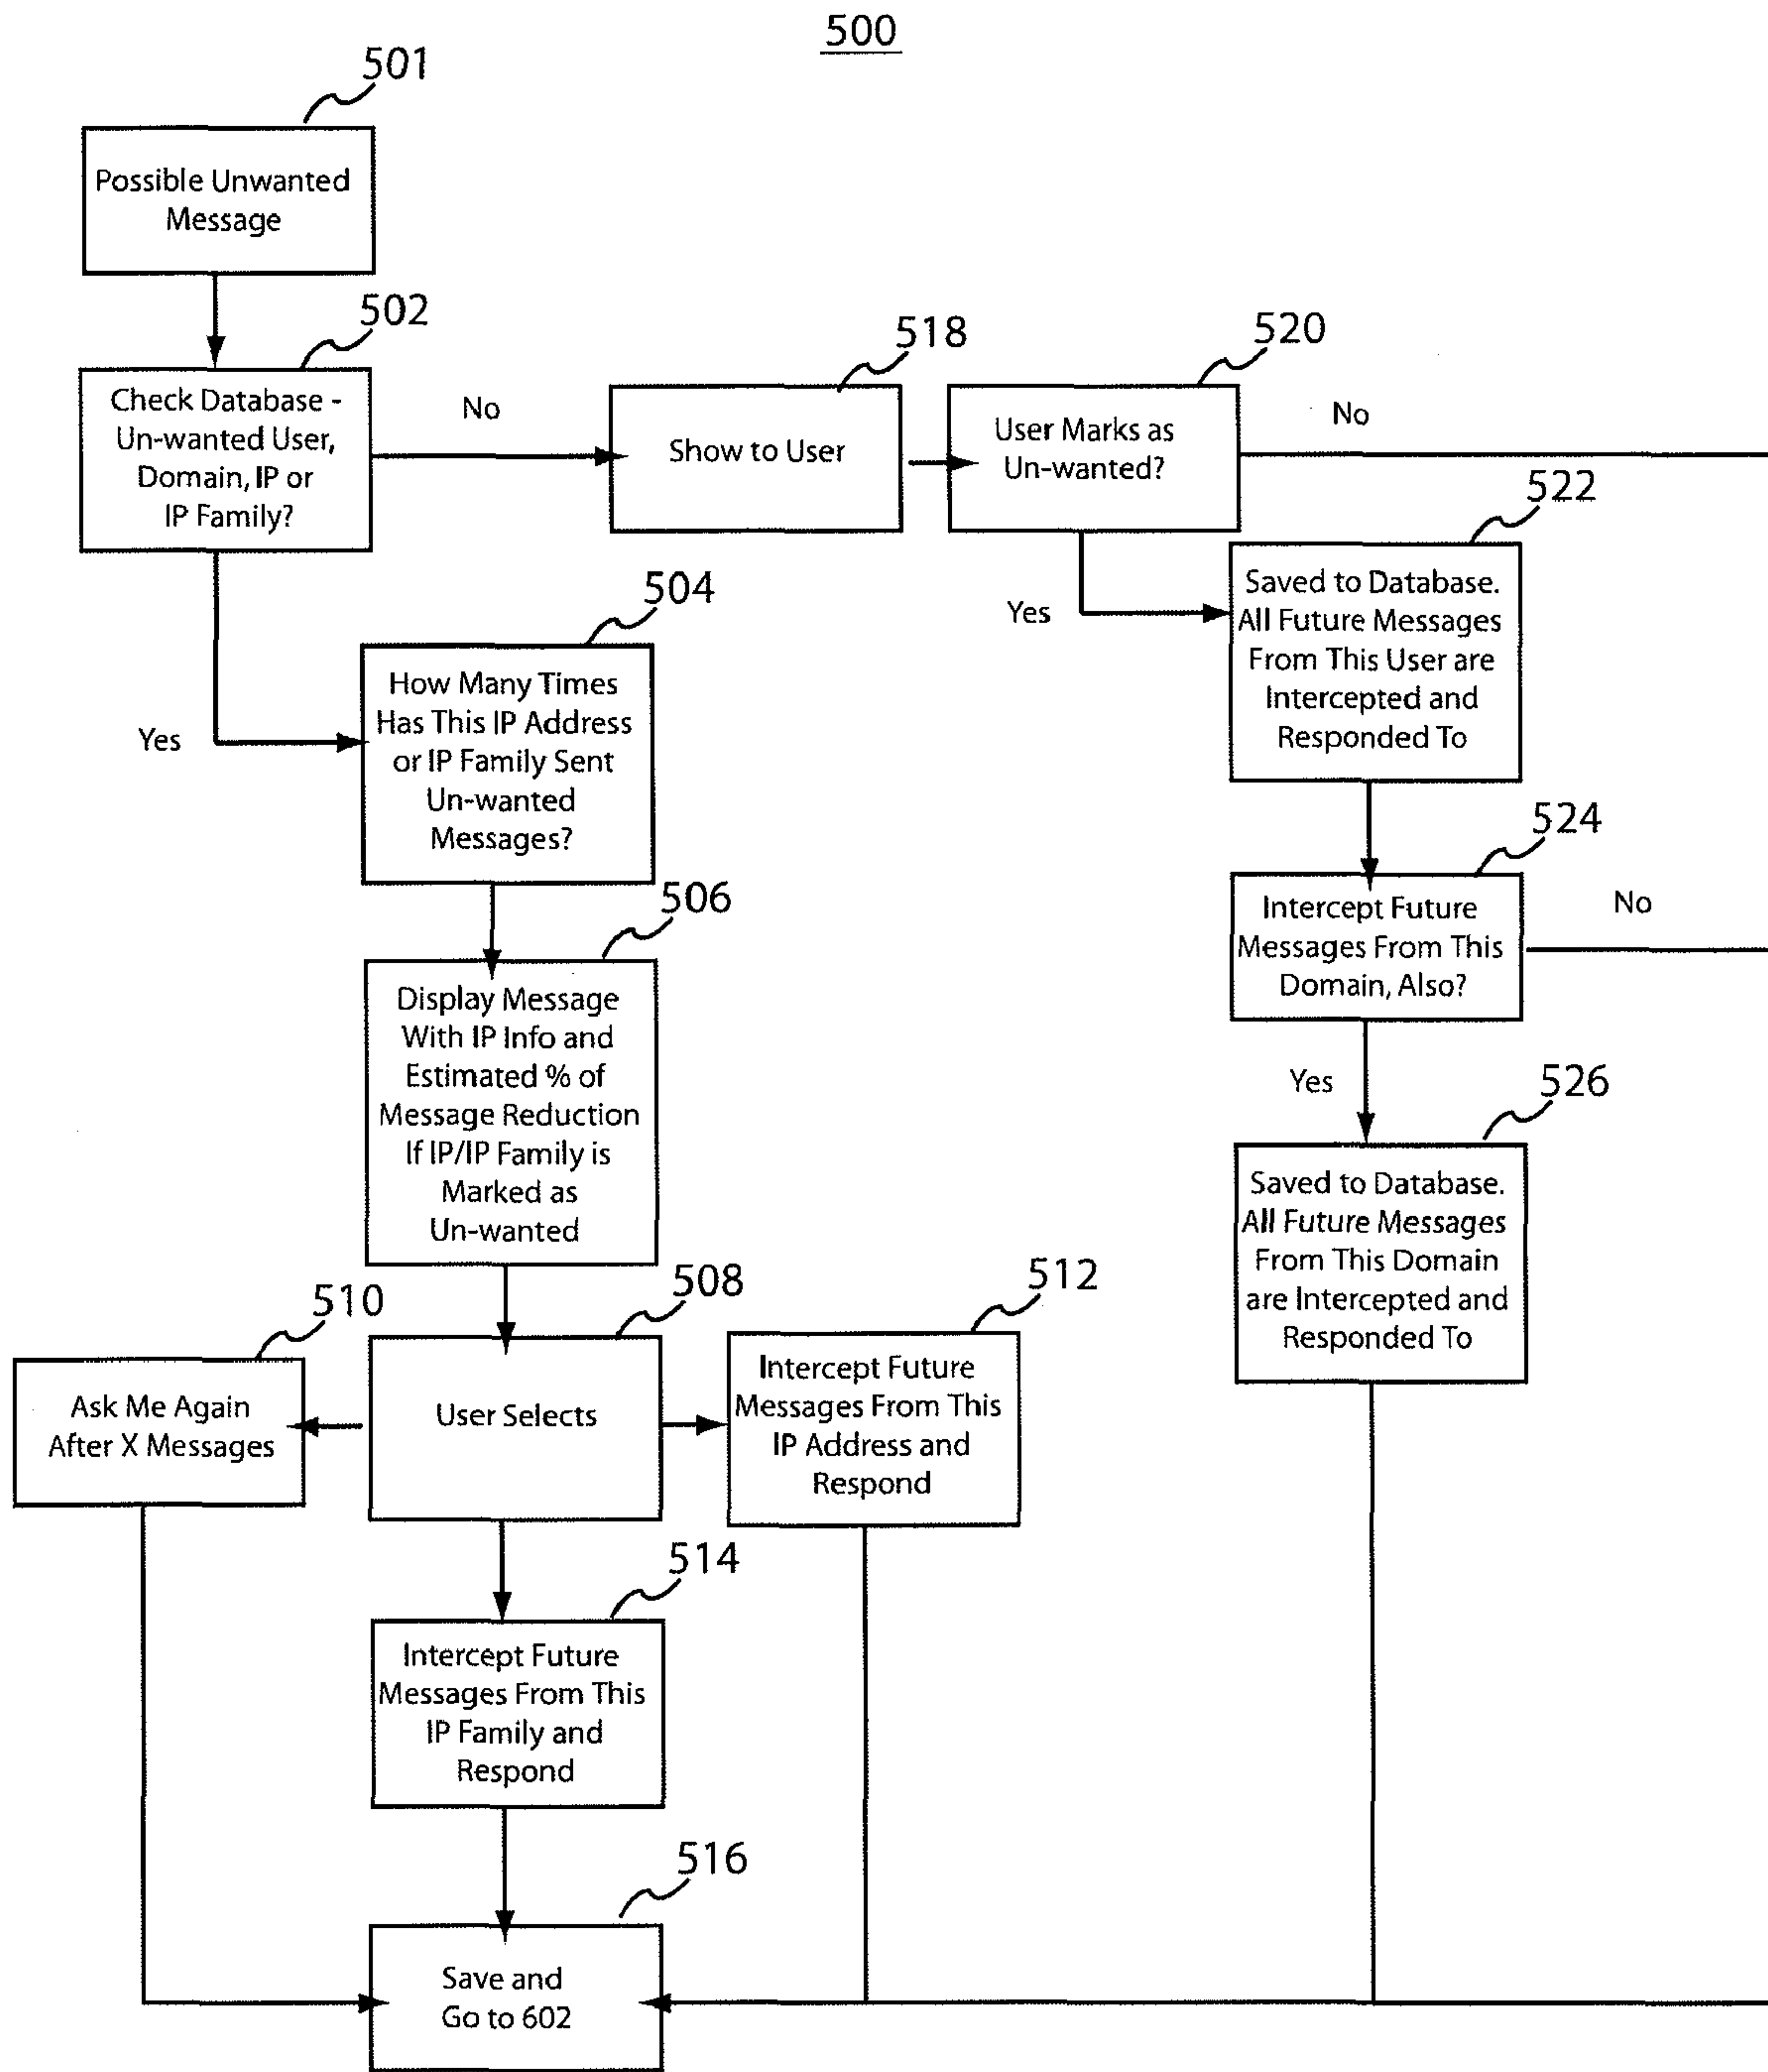 500
501
Possible Unwanted
Message
502
Check Database -
Un-wanted User,
Domain, IP or
IP Family?
No
518
Show to User
520
User Marks as
Un-wanted?
No
Yes
522
Saved to Database.
All Future Messages
From This User are
Intercepted and
Responded To
504
How Many Times
Has This IP Address
or IP Family Sent
Un-wanted
Messages?
Yes
524
Intercept Future
Messages From This
Domain, Also?
No
506
Display Message
With IP Info and
Estimated % of
Message Reduction
If IP/IP Family is
Marked as
Un-wanted
Yes
526
Saved to Database.
All Future Messages
From This Domain
are Intercepted and
Responded To
510
Ask Me Again
After X Messages
508
User Selects
512
Intercept Future
Messages From This
IP Address and
Respond
514
Intercept Future
Messages From This
IP Family and
Respond
516
Save and
Go to 602